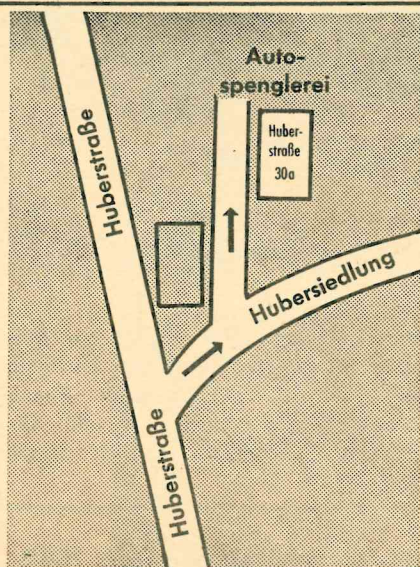 Auto-
spenglerei
Huber-
straße
30a
Huberstraße
Hubersiedlung
Huberstraße